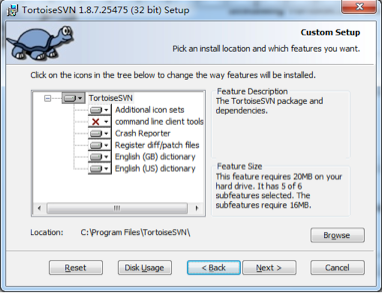 TortoiseSVN 1.8.7.25475 (32 bit) Setup
Custom Setup
Pick an install location and which features you want.
Click on the icons in the tree below to change the way features will be installed.
TortoiseSVN
Additional icon sets
command line client tools
Crash Reporter
Register diff/patch files
English (GB) dictionary
English (US) dictionary
Feature Description
The TortoiseSVN package and
dependencies.
Feature Size
This feature requires 20MB on your
hard drive. It has 5 of 6
subfeatures selected. The
subfeatures require 16MB.
Location: C:\Program Files\TortoiseSVN\
Browse
Reset Disk Usage < Back Next > Cancel